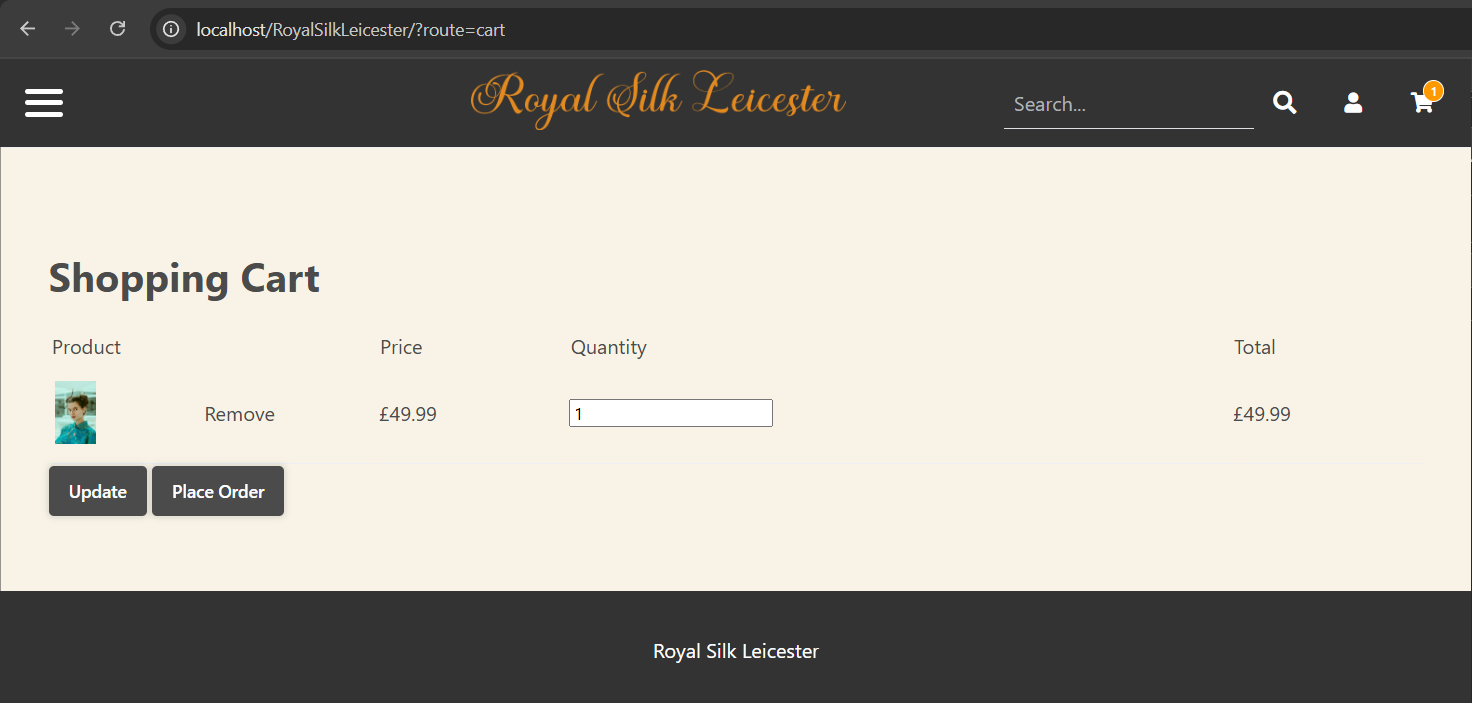 localhost/RoyalSilkLeicester/?route=cart
Royal Silk Leicester
Search...
1
Shopping Cart
Product Price Quantity Total
Remove £49.99 1 £49.99
Update Place Order
Royal Silk Leicester